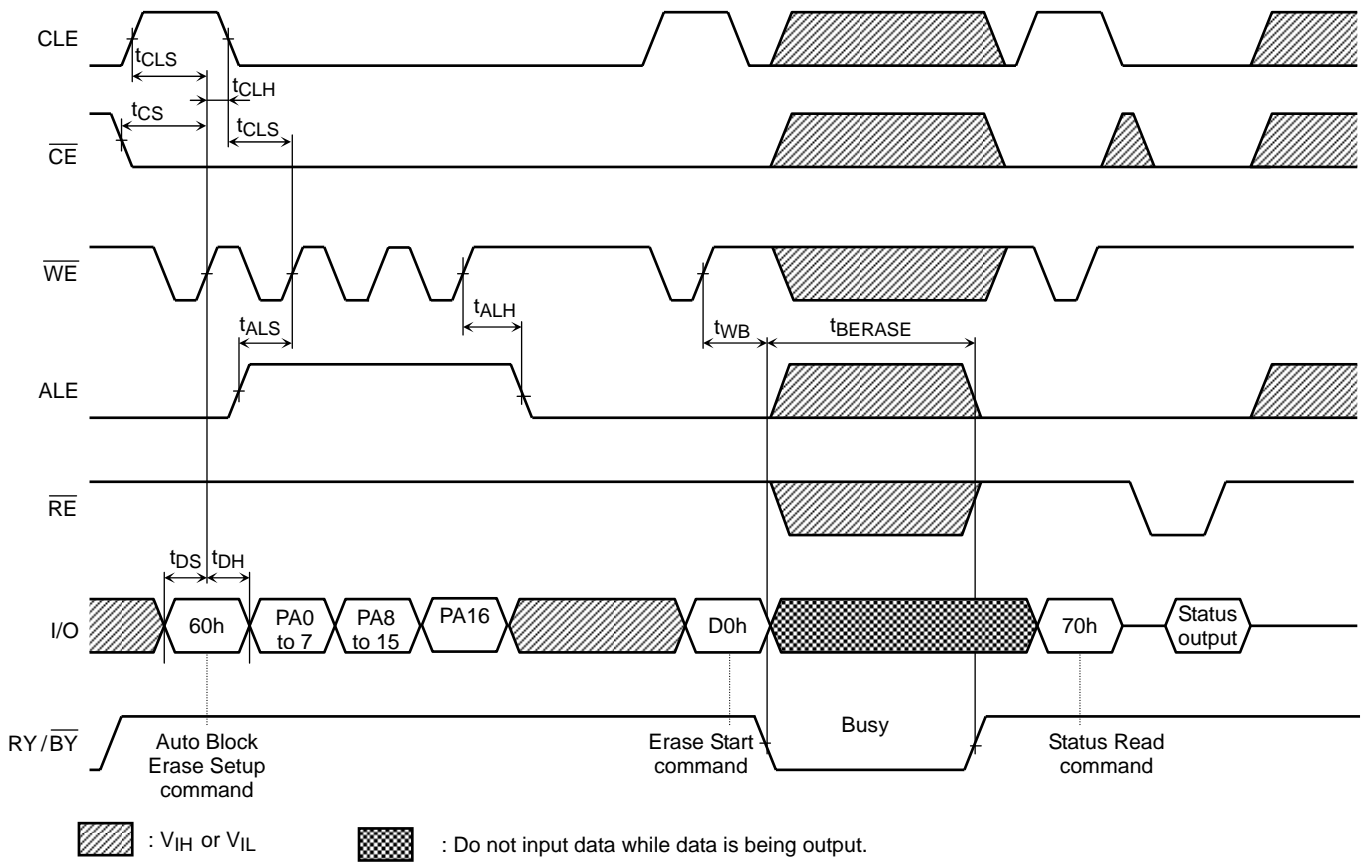 CLE
tCLS
tCLH
tCS
tCLS
CE
WE
tALS
tALH
tWB
tBERASE
ALE
RE
tDS
tDH
I/O
60h
PA0
to 7
PA8
to 15
PA16
D0h
70h
Status
output
RY/BY
Busy
Auto Block
Erase Setup
command
Erase Start
command
Status Read
command
: VIH or VIL
: Do not input data while data is being output.